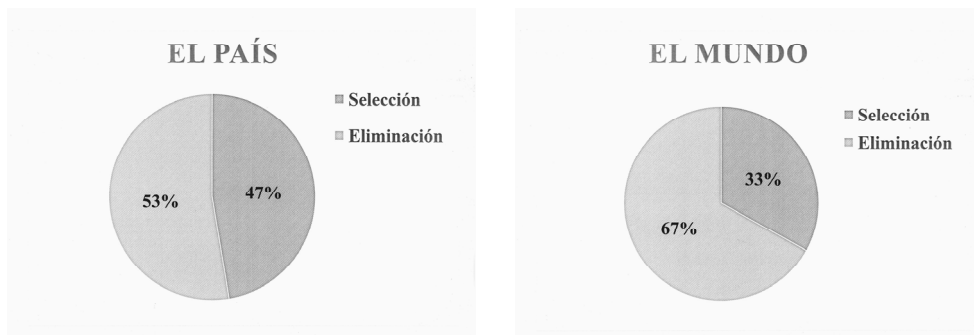 EL PAÍS
Selección
Eliminación
53%
47%
EL MUNDO
Selección
Eliminación
33%
67%